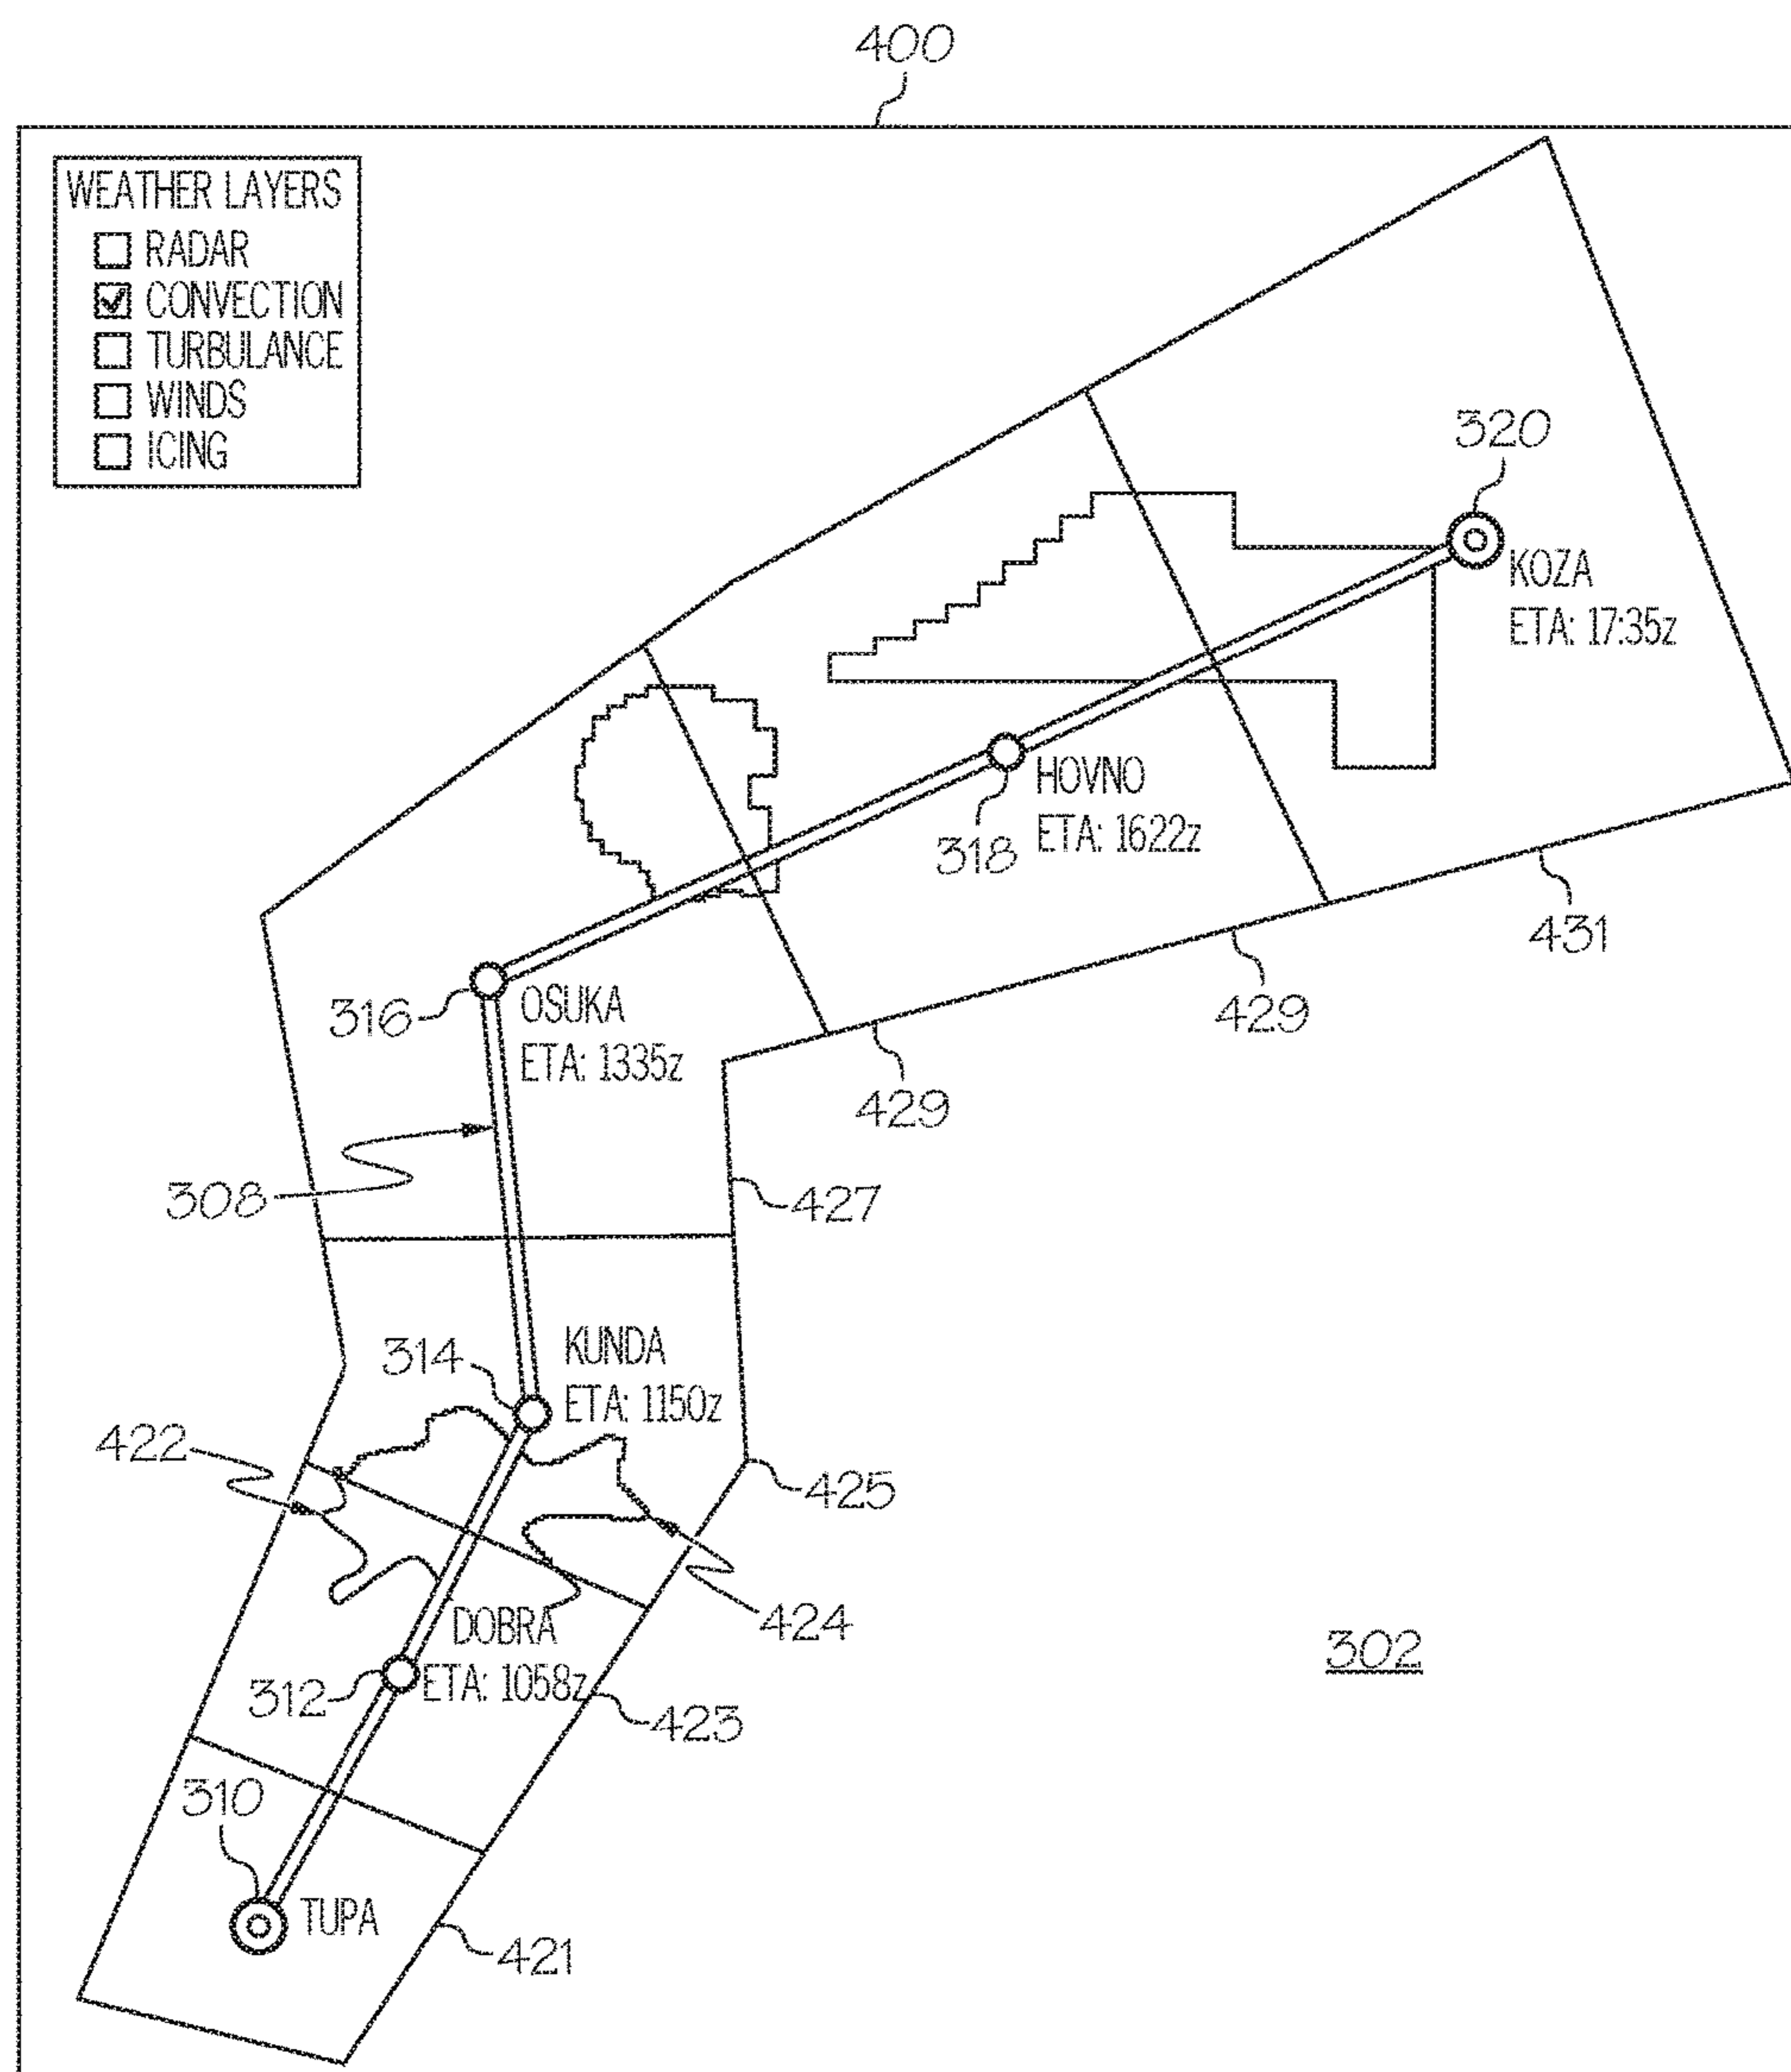 400
WEATHER LAYERS
RADAR
CONVECTION
TURBULANCE
WINDS
ICING
320
KOZA
ETA: 17:35z
HOVNO
ETA: 1622z
318
431
429
316
OSUKA
ETA: 1335z
429
308
427
314
KUNDA
ETA: 1150z
422
425
424
DOBRA
ETA: 1058z
312
423
302
310
TUPA
421